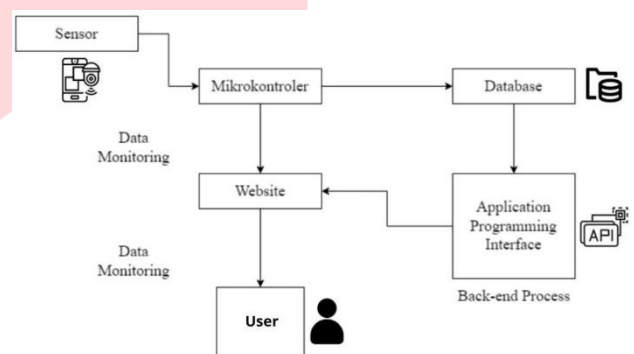 Sensor
Mikrokontroler
Database
Data
Monitoring
Website
Application
Programming
Interface
API
Back-end Process
Data
Monitoring
User